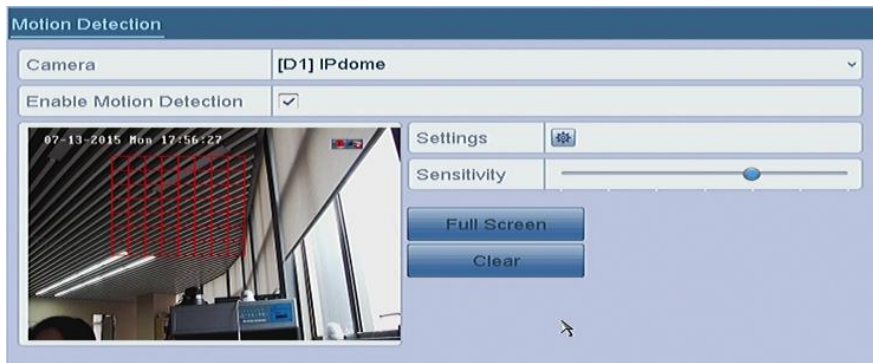 Motion Detection
Camera [D1] IPdome
Enable Motion Detection
07-13-2015 Mon 17:56:27
Settings
Sensitivity
Full Screen
Clear